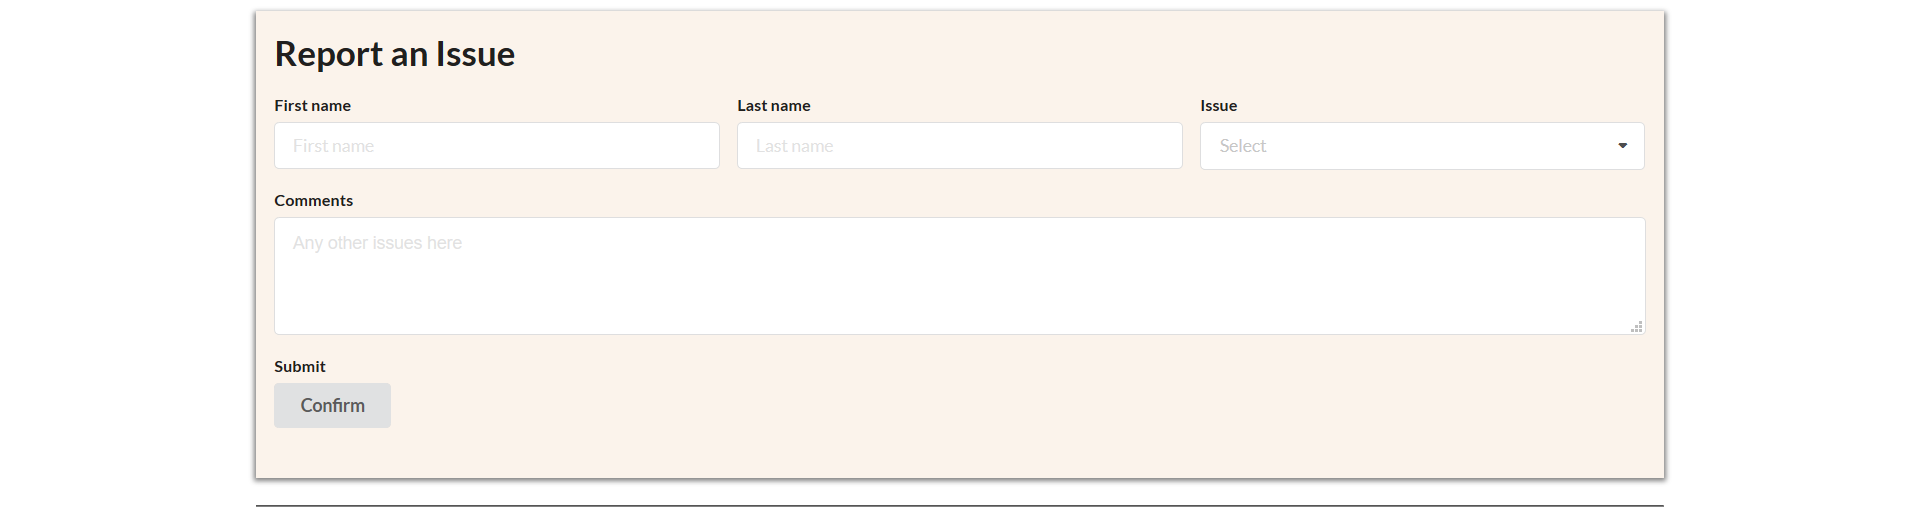 Report an Issue
First name Last name Issue
First name Last name Select
Comments
Any other issues here
Submit
Confirm